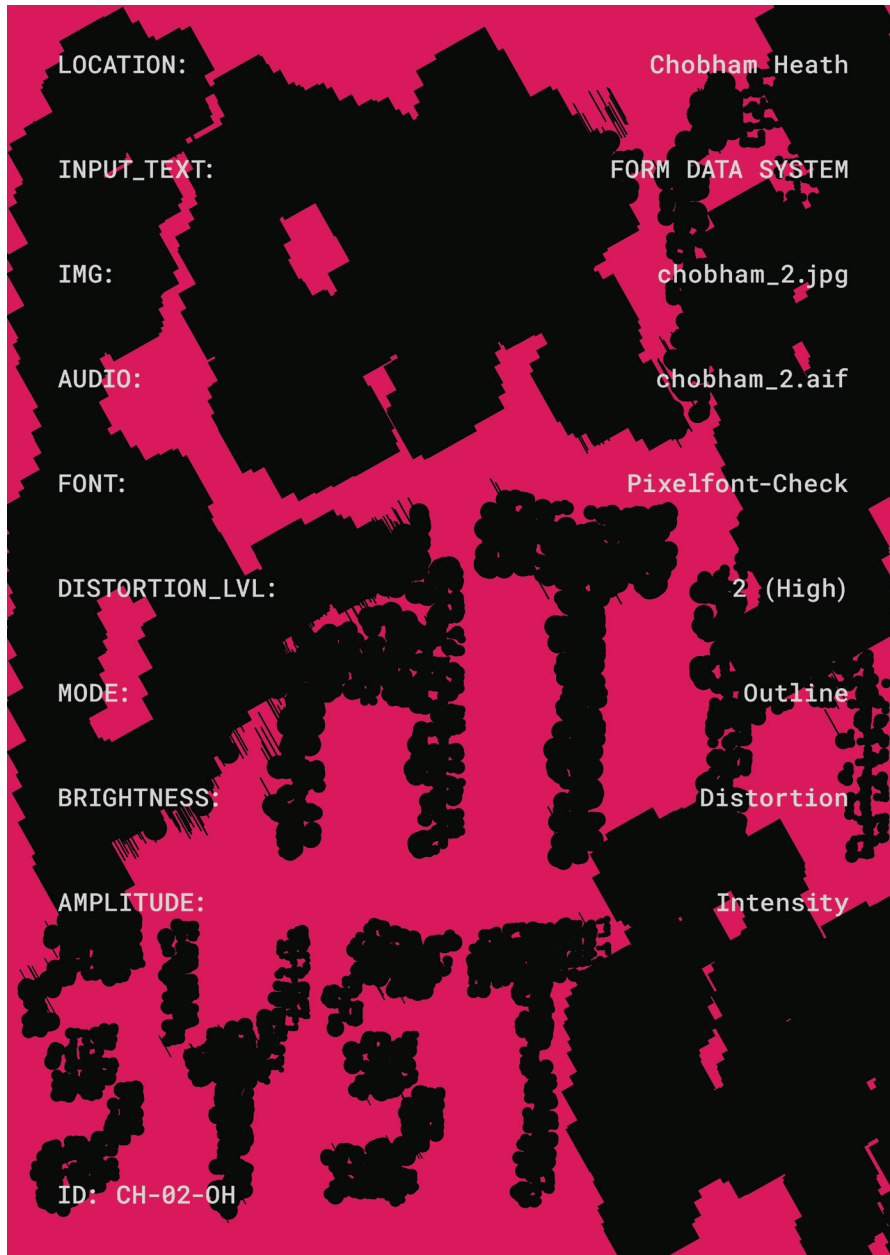 LOCATION: Chobham Heath
INPUT_TEXT: FORM DATA SYSTEM
IMG: chobham_2.jpg
AUDIO: chobham_2.aif
FONT: Pixelfont-Check
DISTORTION_LVL: 2 (High)
MODE: Outline
BRIGHTNESS: Distortion
AMPLITUDE: Intensity
ID: CH-02-OH